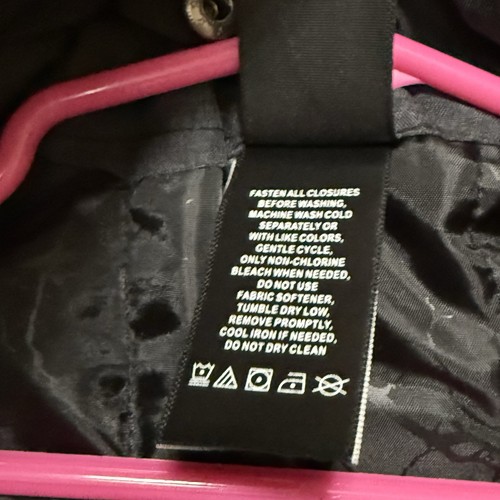 FASTEN ALL CLOSURES
BEFORE WASHING,
MACHINE WASH COLD
SEPARATELY OR
WITH LIKE COLORS,
GENTLE CYCLE,
ONLY NON-CHLORINE
BLEACH WHEN NEEDED,
DO NOT USE
FABRIC SOFTENER,
TUMBLE DRY LOW,
REMOVE PROMPTLY,
COOL IRON IF NEEDED,
DO NOT DRY CLEAN